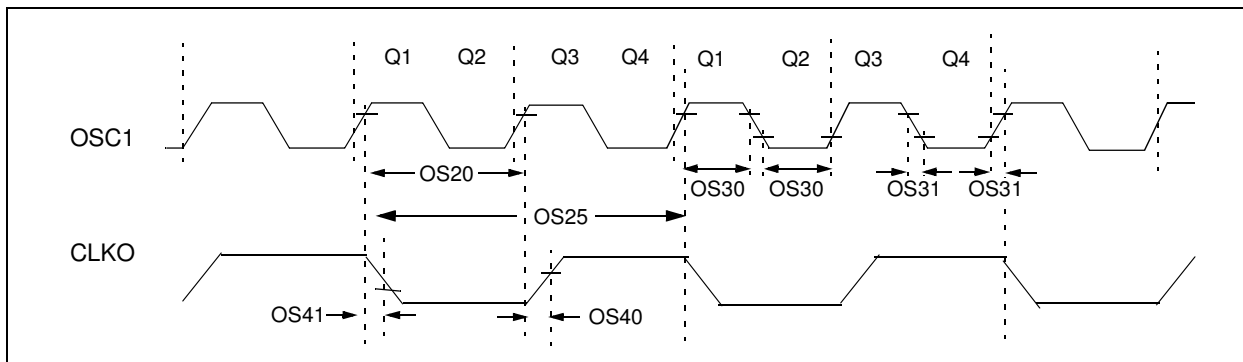 Q1 Q2 Q3 Q4 Q1 Q2 Q3 Q4
OSC1
OS20 OS30 OS30 OS31 OS31
OS25
CLKO
OS41 OS40